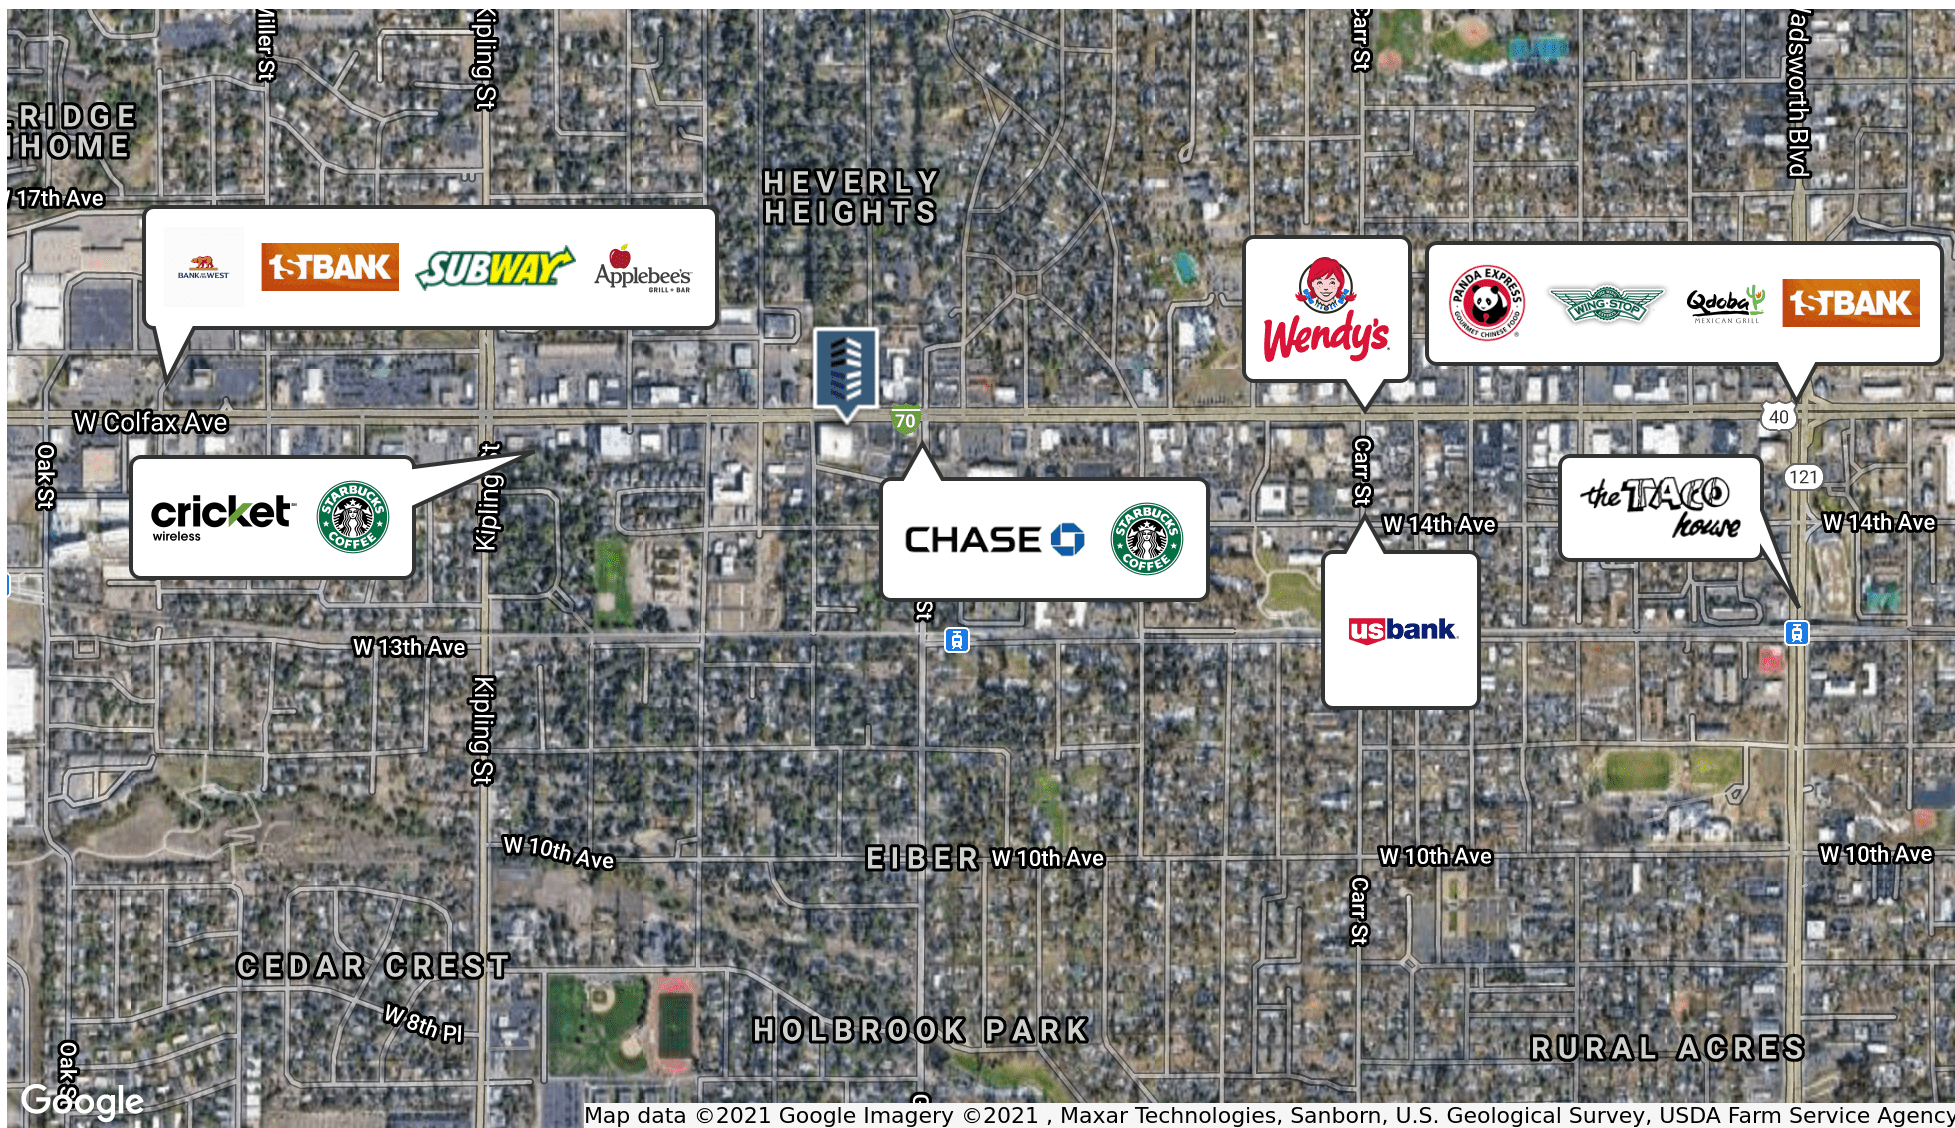 Miller St
Kipling St
Carr St
Wadsworth Blvd
RIDGE
HOME
17th Ave
HEVERLY
HEIGHTS
BANK OF THE WEST
1STBANK
SUBWAY
Applebee's
GRILL + BAR
Wendy's
PANDA EXPRESS
GOURMET CHINESE FOOD
WING·STOP
Qdoba
MEXICAN GRILL
1STBANK
W Colfax Ave
70
40
Oak St
Kipling
Carr St
121
cricket
wireless
STARBUCKS
COFFEE
CHASE
STARBUCKS
COFFEE
the TACO
house
W 14th Ave
W 14th Ave
St
W 13th Ave
usbank
Kipling St
W 10th Ave
EIBER
W 10th Ave
W 10th Ave
W 10th Ave
Carr St
CEDAR CREST
W 8th Pl
HOLBROOK PARK
RURAL ACRES
Oak St
Google
Map data ©2021 Google Imagery ©2021 , Maxar Technologies, Sanborn, U.S. Geological Survey, USDA Farm Service Agency